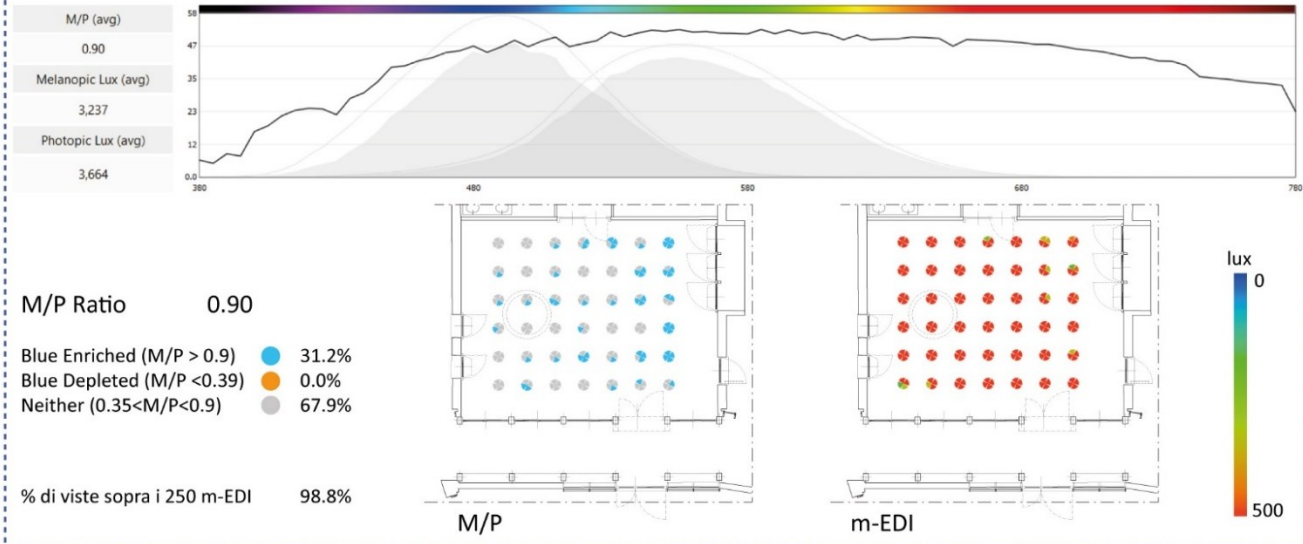 M/P (avg)
0.90
Melanopic Lux (avg)
3,237
Photopic Lux (avg)
3,664
58
47
35
23
12
0.0
380 480 580 680 780
M/P Ratio 0.90
Blue Enriched (M/P > 0.9) 31.2%
Blue Depleted (M/P <0.39) 0.0%
Neither (0.35<M/P<0.9) 67.9%
% di viste sopra i 250 m-EDI 98.8%
M/P
m-EDI
lux
0
500